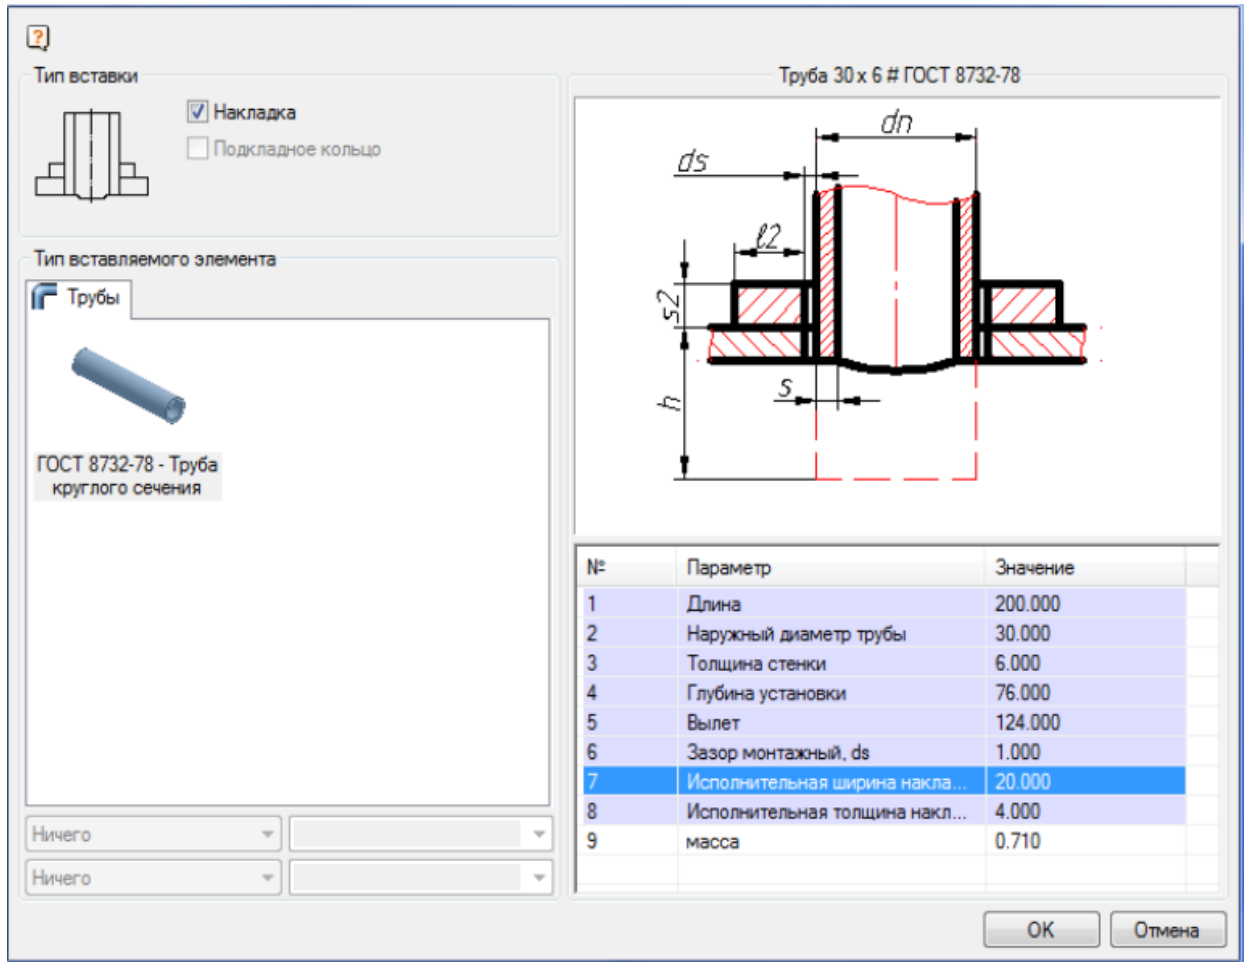 ?
Тип вставки
Накладка
Подкладное кольцо
Тип вставляемого элемента
Трубы
ГОСТ 8732-78 - Труба
круглого сечения
Ничего
Ничего
Труба 30 x 6 # ГОСТ 8732-78
dn
ds
ℓ2
s2
s
h
№ Параметр Значение
1 Длина 200.000
2 Наружный диаметр трубы 30.000
3 Толщина стенки 6.000
4 Глубина установки 76.000
5 Вылет 124.000
6 Зазор монтажный, ds 1.000
7 Исполнительная ширина накла... 20.000
8 Исполнительная толщина накл... 4.000
9 масса 0.710
OK Отмена